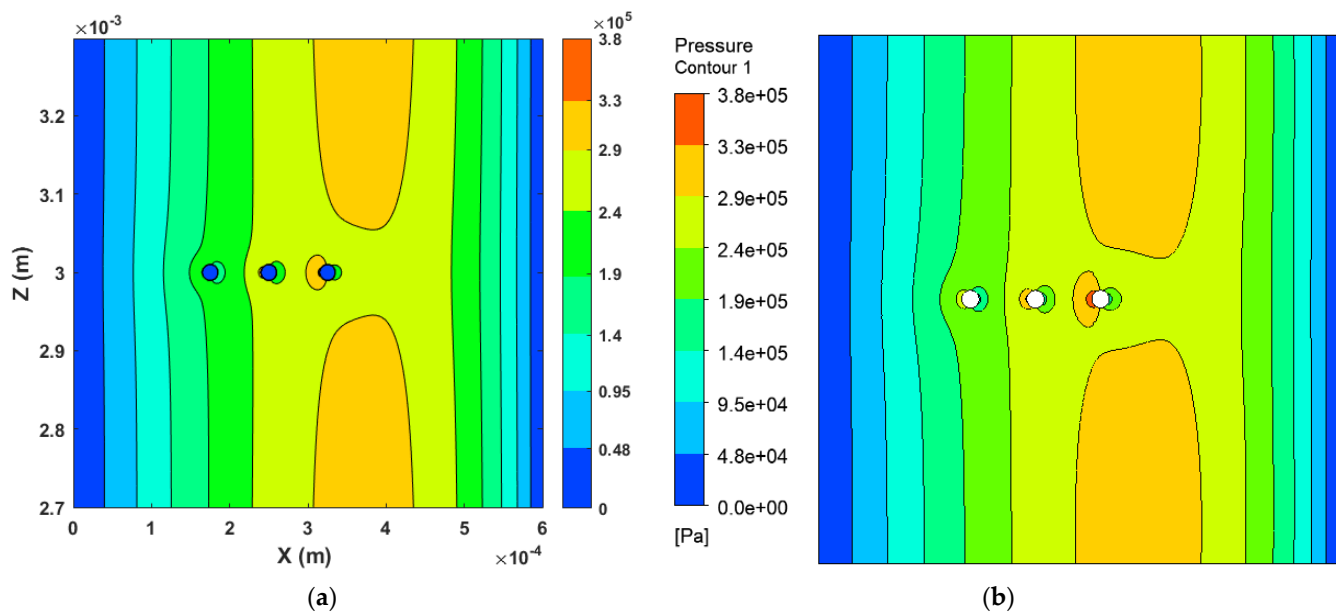 ×10⁻³
3.2
3.1
3
2.9
2.8
2.7
Z (m)
0 1 2 3 4 5 6
X (m)
×10⁻⁴
×10⁵
3.8
3.3
2.9
2.4
1.9
1.4
0.95
0.48
0
(a)
Pressure
Contour 1
3.8e+05
3.3e+05
2.9e+05
2.4e+05
1.9e+05
1.4e+05
9.5e+04
4.8e+04
0.0e+00
[Pa]
(b)